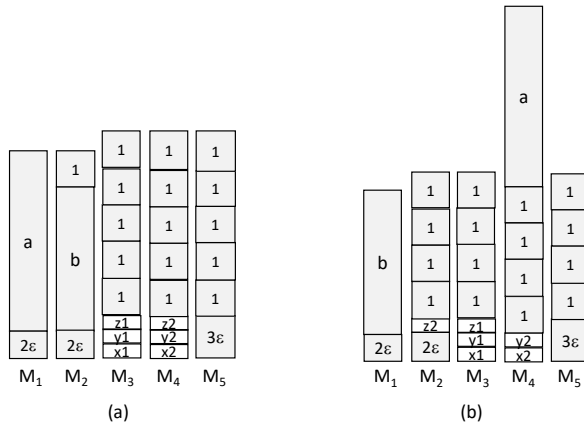 1 1 1
1
1 1 1
1 1 1
a b 1 1 1
1 1 1
z1 z2
y1 y2 3ε
2ε 2ε x1 x2
M1 M2 M3 M4 M5
(a)
a
1 1 1
1
1 1 1
1
b 1 1 1
1
1 1 1
1
z2 z1
y1 y2
2ε 2ε x1 x2 3ε
M1 M2 M3 M4 M5
(b)